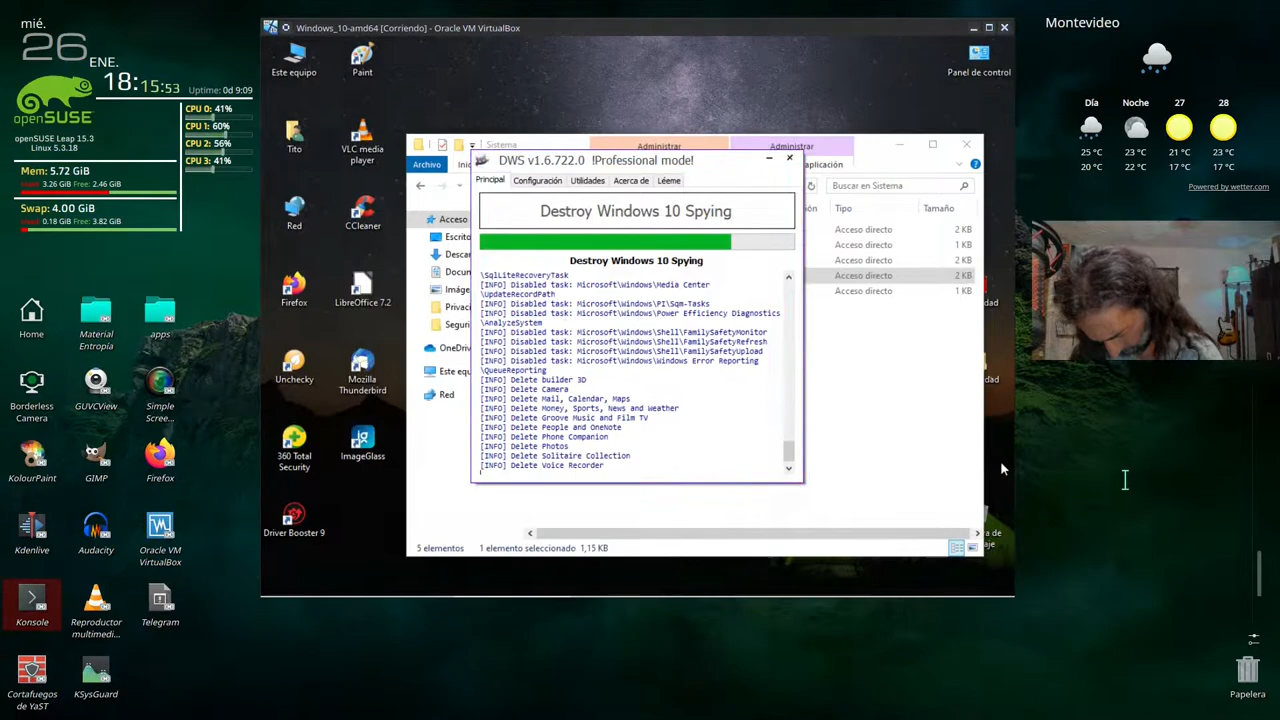 mié.
26
ENE.
18:15:53
Uptime: 0d 9:09
openSUSE
openSUSE Leap 15.3
Linux 5.3.18
CPU 0: 41%
CPU 1: 60%
CPU 2: 56%
CPU 3: 41%
Mem: 5.72 GiB
3.26 GiB Free: 2.46 GiB
Swap: 4.00 GiB
0.18 GiB Free: 3.82 GiB
Home
Material
Entropía
apps
Borderless
Camera
GUVCView
Simple
Scree...
KolourPaint
GIMP
Firefox
Kdenlive
Audacity
Oracle VM
VirtualBox
Konsole
Reproductor
multimedi...
Telegram
Cortafuegos
de YaST
KSysGuard
Windows_10-amd64 [Corriendo] - Oracle VM VirtualBox
Este equipo
Paint
Panel de control
Tito
VLC media
player
Red
CCleaner
Firefox
LibreOffice 7.2
Unchecky
Mozilla
Thunderbird
360 Total
Security
ImageGlass
Driver Booster 9
Sistema
Administrar
Administrar
Archivo
Inic
plicación
Buscar en Sistema
Acceso
Escrito
Descar
Docum
Imáge
Privac
Seguri
OneDriv
Este equ
Red
Tipo
Tamaño
Acceso directo
2 KB
Acceso directo
2 KB
Acceso directo
2 KB
Acceso directo
2 KB
Acceso directo
1 KB
5 elementos
1 elemento seleccionado 1,15 KB
DWS v1.6.722.0 !Professional mode!
Principal
Configuración
Utilidades
Acerca de
Léeme
Destroy Windows 10 Spying
Destroy Windows 10 Spying
\SqlLiteRecoveryTask
[INFO] Disabled task: Microsoft\Windows\Media Center
\UpdateRecordPath
[INFO] Disabled task: Microsoft\Windows\PI\Sqm-Tasks
[INFO] Disabled task: Microsoft\Windows\Power Efficiency Diagnostics
\AnalyzeSystem
[INFO] Disabled task: Microsoft\Windows\Shell\FamilySafetyMonitor
[INFO] Disabled task: Microsoft\Windows\Shell\FamilySafetyRefresh
[INFO] Disabled task: Microsoft\Windows\Shell\FamilySafetyUpload
[INFO] Disabled task: Microsoft\Windows\Windows Error Reporting
\QueueReporting
[INFO] Delete builder 3D
[INFO] Delete Camera
[INFO] Delete Mail, Calendar, Maps
[INFO] Delete Money, Sports, News and Weather
[INFO] Delete Groove Music and Film TV
[INFO] Delete People and OneNote
[INFO] Delete Phone Companion
[INFO] Delete Photos
[INFO] Delete Solitaire Collection
[INFO] Delete Voice Recorder
Montevideo
Día
Noche
27
28
25 °C
23 °C
21 °C
23 °C
22 °C
22 °C
17 °C
17 °C
Powered by wetter.com
Papelera